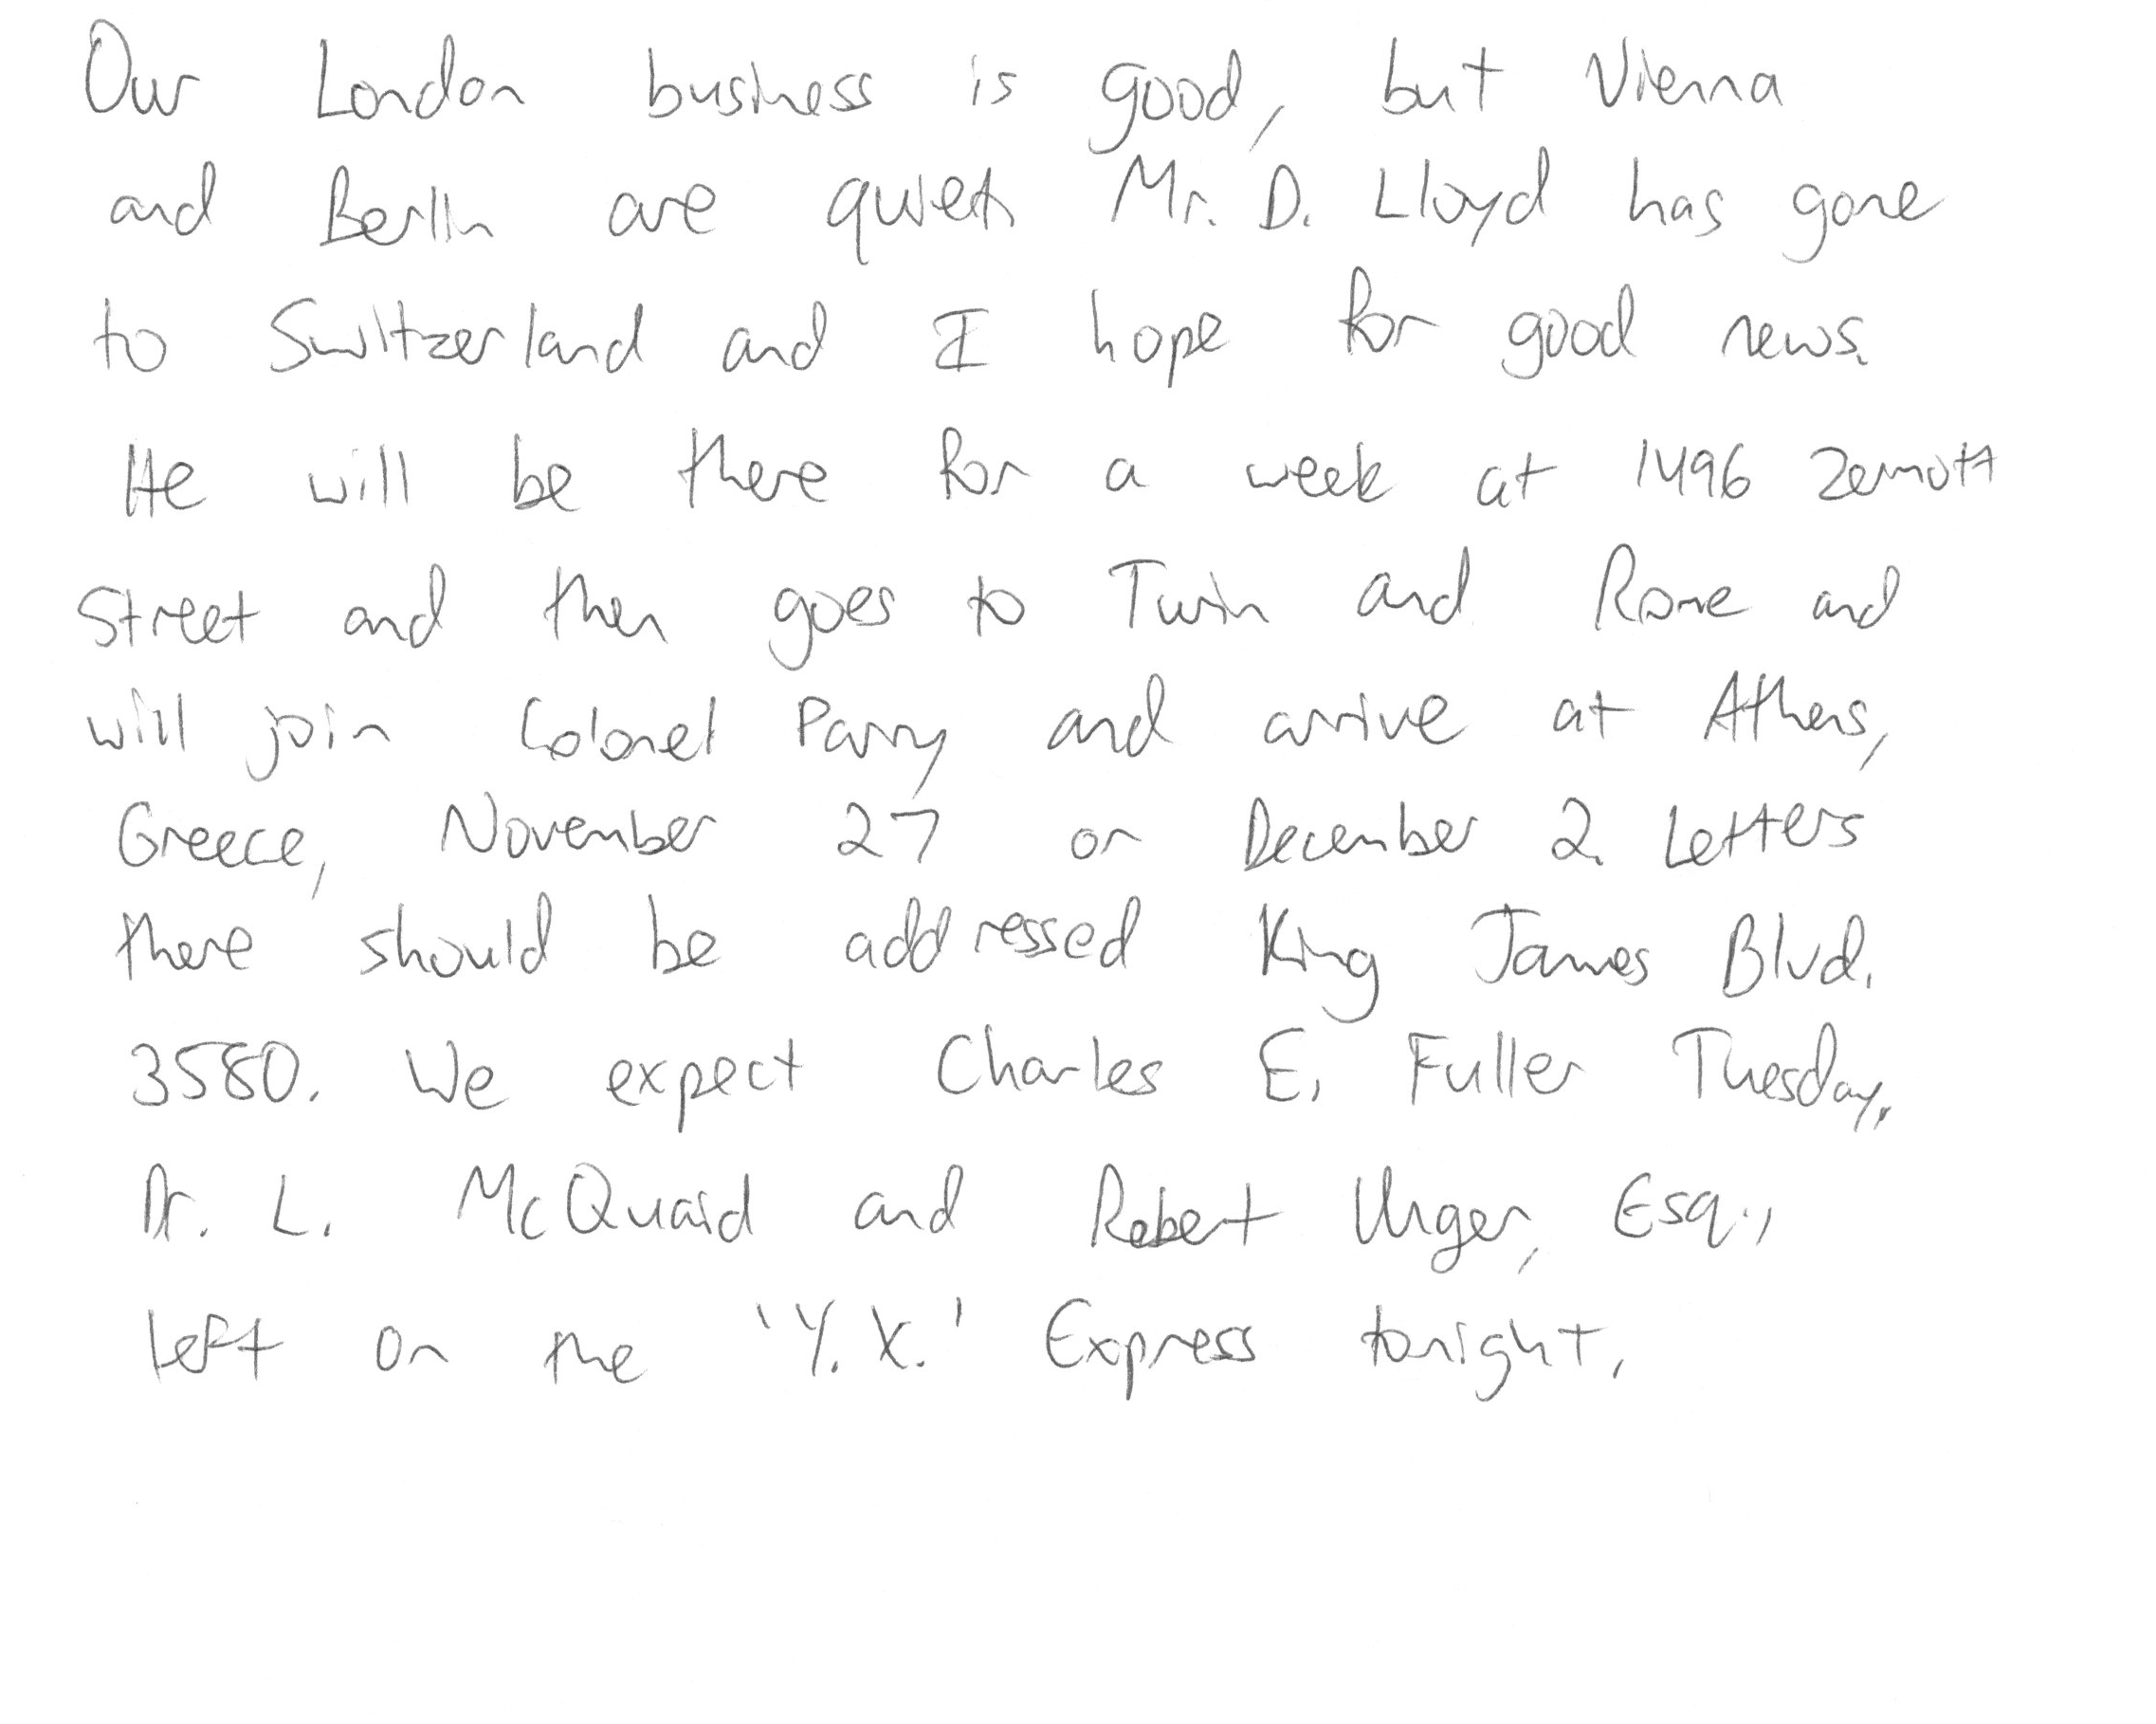 Our London business is good, but Vienna
and Berlin are quiet. Mr. D. Lloyd has gone
to Switzerland and I hope for good news.
He will be there for a week at 1496 Zermott
Street and then goes to Turin and Rome and
will join Colonel Parry and arrive at Athens,
Greece, November 27 or December 2. Letters
there should be addressed King James Blvd.
3580. We expect Charles E. Fuller Tuesday.
Dr. L. McQuaid and Robert Unger, Esq.,
left on the 'Y.X.' Express tonight.